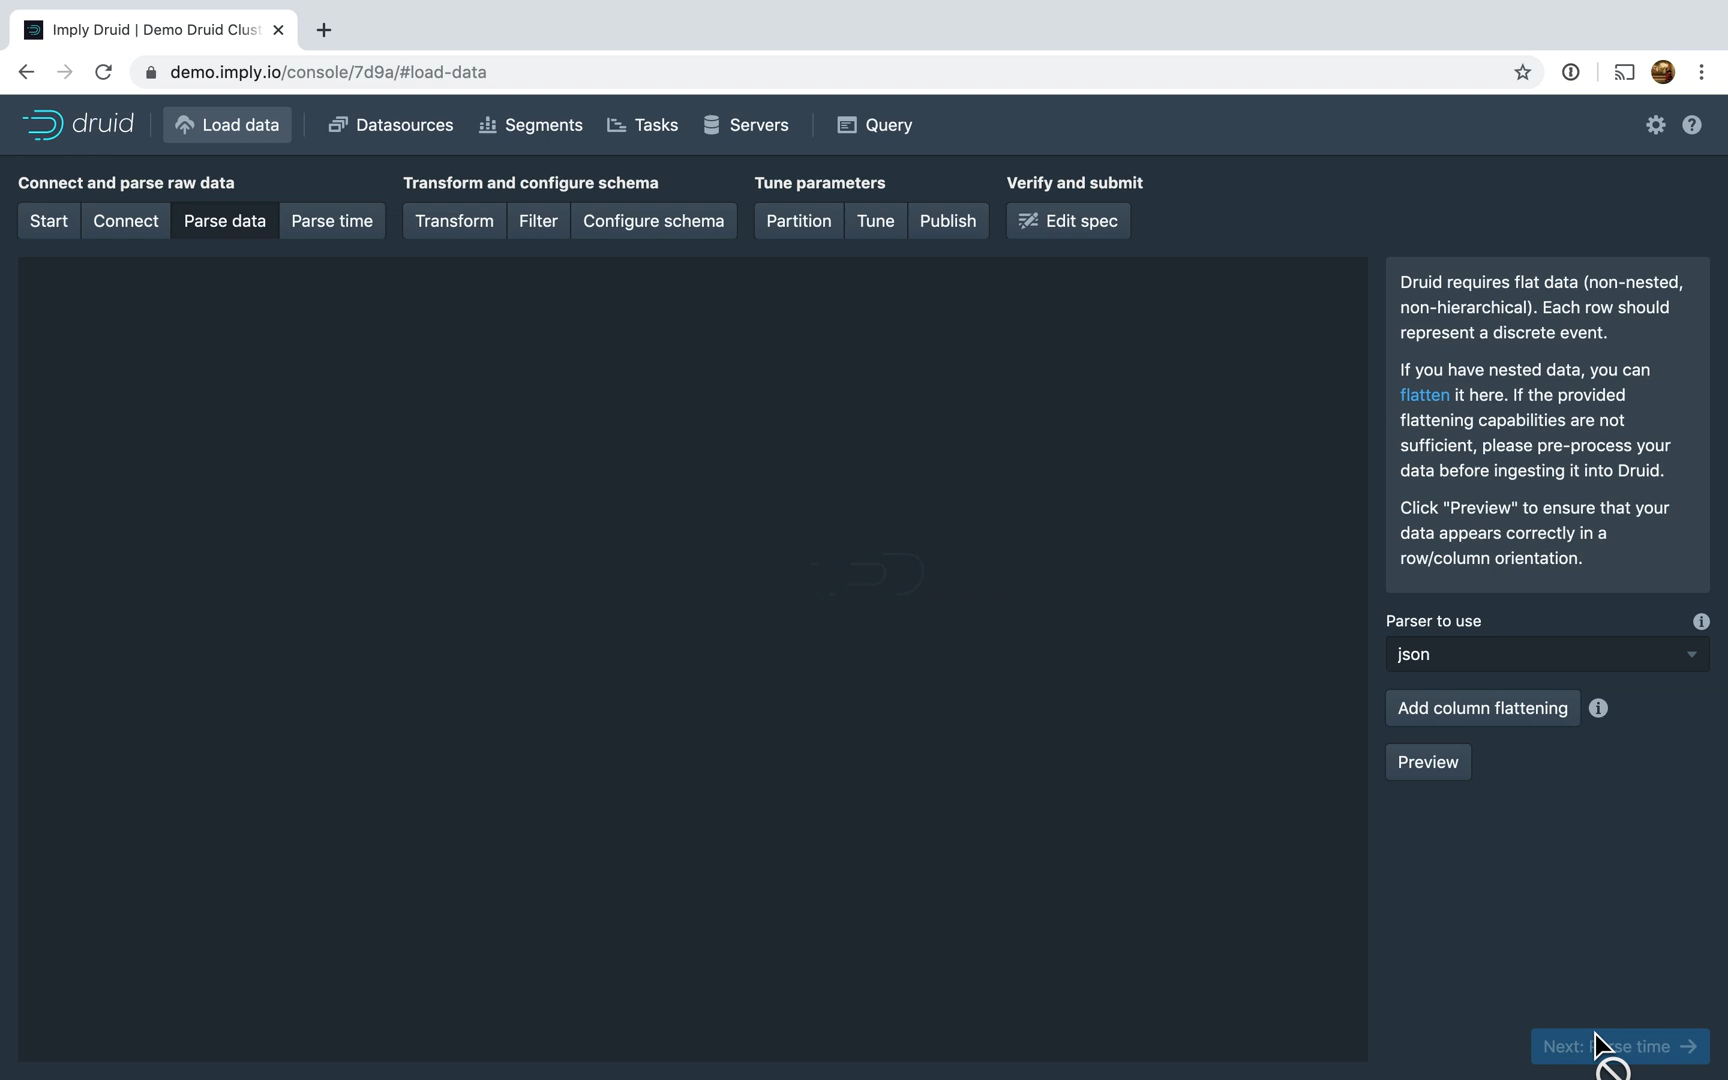 Imply Druid | Demo Druid Clust
demo.imply.io/console/7d9a/#load-data
druid
Load data
Datasources
Segments
Tasks
Servers
Query
Connect and parse raw data
Transform and configure schema
Tune parameters
Verify and submit
Start
Connect
Parse data
Parse time
Transform
Filter
Configure schema
Partition
Tune
Publish
Edit spec
Druid requires flat data (non-nested,
non-hierarchical). Each row should
represent a discrete event.
If you have nested data, you can
flatten it here. If the provided
flattening capabilities are not
sufficient, please pre-process your
data before ingesting it into Druid.
Click "Preview" to ensure that your
data appears correctly in a
row/column orientation.
Parser to use
json
Add column flattening
Preview
Next: Parse time